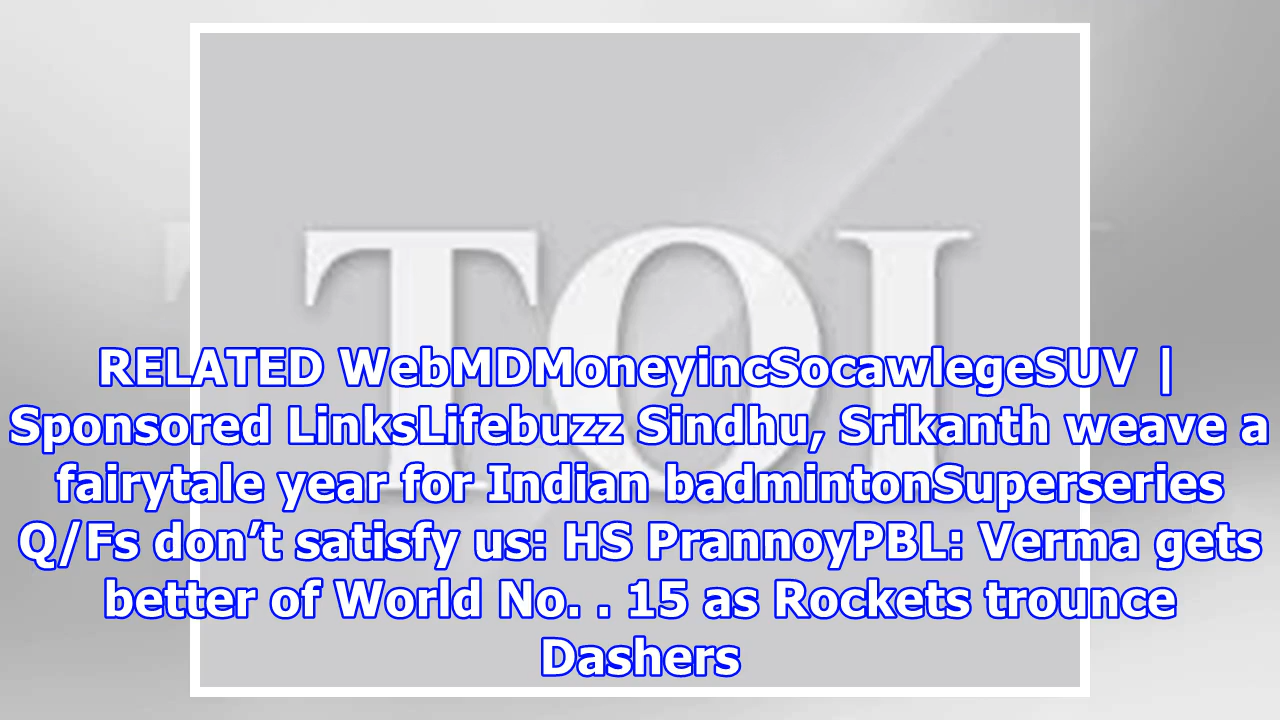 TOI
RELATED WebMDMoneyincSocawlegeSUV |
Sponsored LinksLifebuzz Sindhu, Srikanth weave a
fairytale year for Indian badmintonSuperseries
Q/Fs don’t satisfy us: HS PrannoyPBL: Verma gets
better of World No. . 15 as Rockets trounce
Dashers